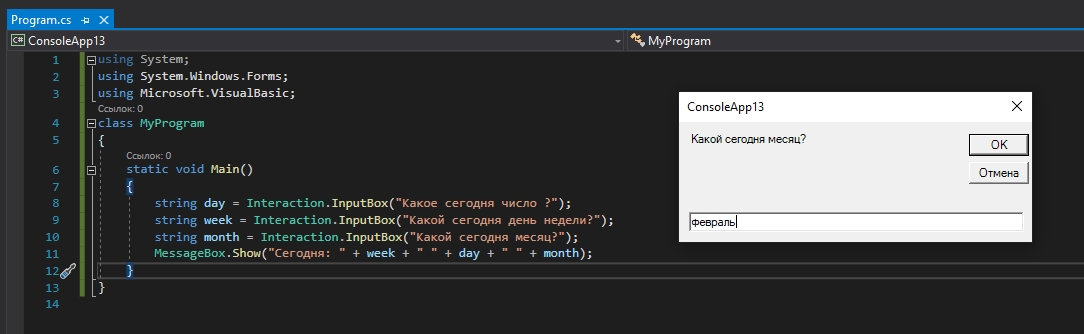 Program.cs
ConsoleApp13
MyProgram
1 using System;
2 using System.Windows.Forms;
3 using Microsoft.VisualBasic;
Ссылок: 0
4 class MyProgram
5 {
Ссылок: 0
6 static void Main()
7 {
8 string day = Interaction.InputBox("Какое сегодня число ?");
9 string week = Interaction.InputBox("Какой сегодня день недели?");
10 string month = Interaction.InputBox("Какой сегодня месяц?");
11 MessageBox.Show("Сегодня: " + week + " " + day + " " + month);
12 }
13 }
14
ConsoleApp13
Какой сегодня месяц?
OK
Отмена
февраль